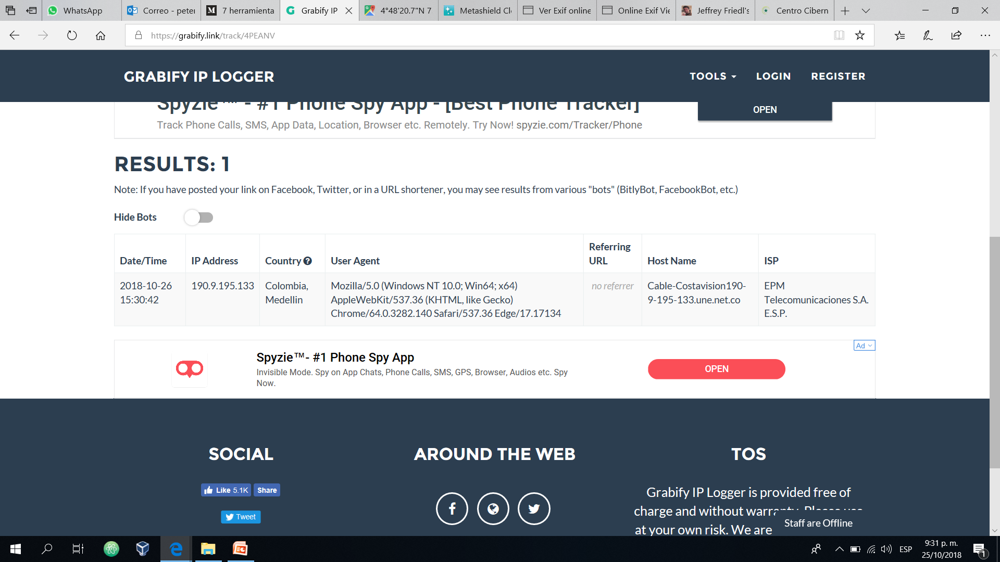 WhatsApp
Correo - peter
7 herramienta
Grabify IP
4°48'20.7"N 7
Metashield Cl
Ver Exif online
Online Exif Vie
Jeffrey Friedl's
Centro Cibern
https://grabify.link/track/4PEANV
GRABIFY IP LOGGER
TOOLS
LOGIN
REGISTER
Spyzie™ - #1 Phone Spy App - [Best Phone Tracker]
OPEN
Track Phone Calls, SMS, App Data, Location, Browser etc. Remotely. Try Now! spyzie.com/Tracker/Phone
RESULTS: 1
Note: If you have posted your link on Facebook, Twitter, or in a URL shortener, you may see results from various "bots" (BitlyBot, FacebookBot, etc.)
Hide Bots
Date/Time
IP Address
Country
User Agent
Referring
URL
Host Name
ISP
2018-10-26
15:30:42
190.9.195.133
Colombia,
Medellin
Mozilla/5.0 (Windows NT 10.0; Win64; x64)
AppleWebKit/537.36 (KHTML, like Gecko)
Chrome/64.0.3282.140 Safari/537.36 Edge/17.17134
no referrer
Cable-Costavision190-
9-195-133.une.net.co
EPM
Telecomunicaciones S.A.
E.S.P.
Ad
Spyzie™- #1 Phone Spy App
Invisible Mode. Spy on App Chats, Phone Calls, SMS, GPS, Browser, Audios etc. Spy
Now.
OPEN
SOCIAL
Like 5.1K
Share
Tweet
AROUND THE WEB
TOS
Grabify IP Logger is provided free of
charge and without warranty. Please use
at your own risk. We are
Staff are Offline
ESP
9:31 p. m.
25/10/2018
1